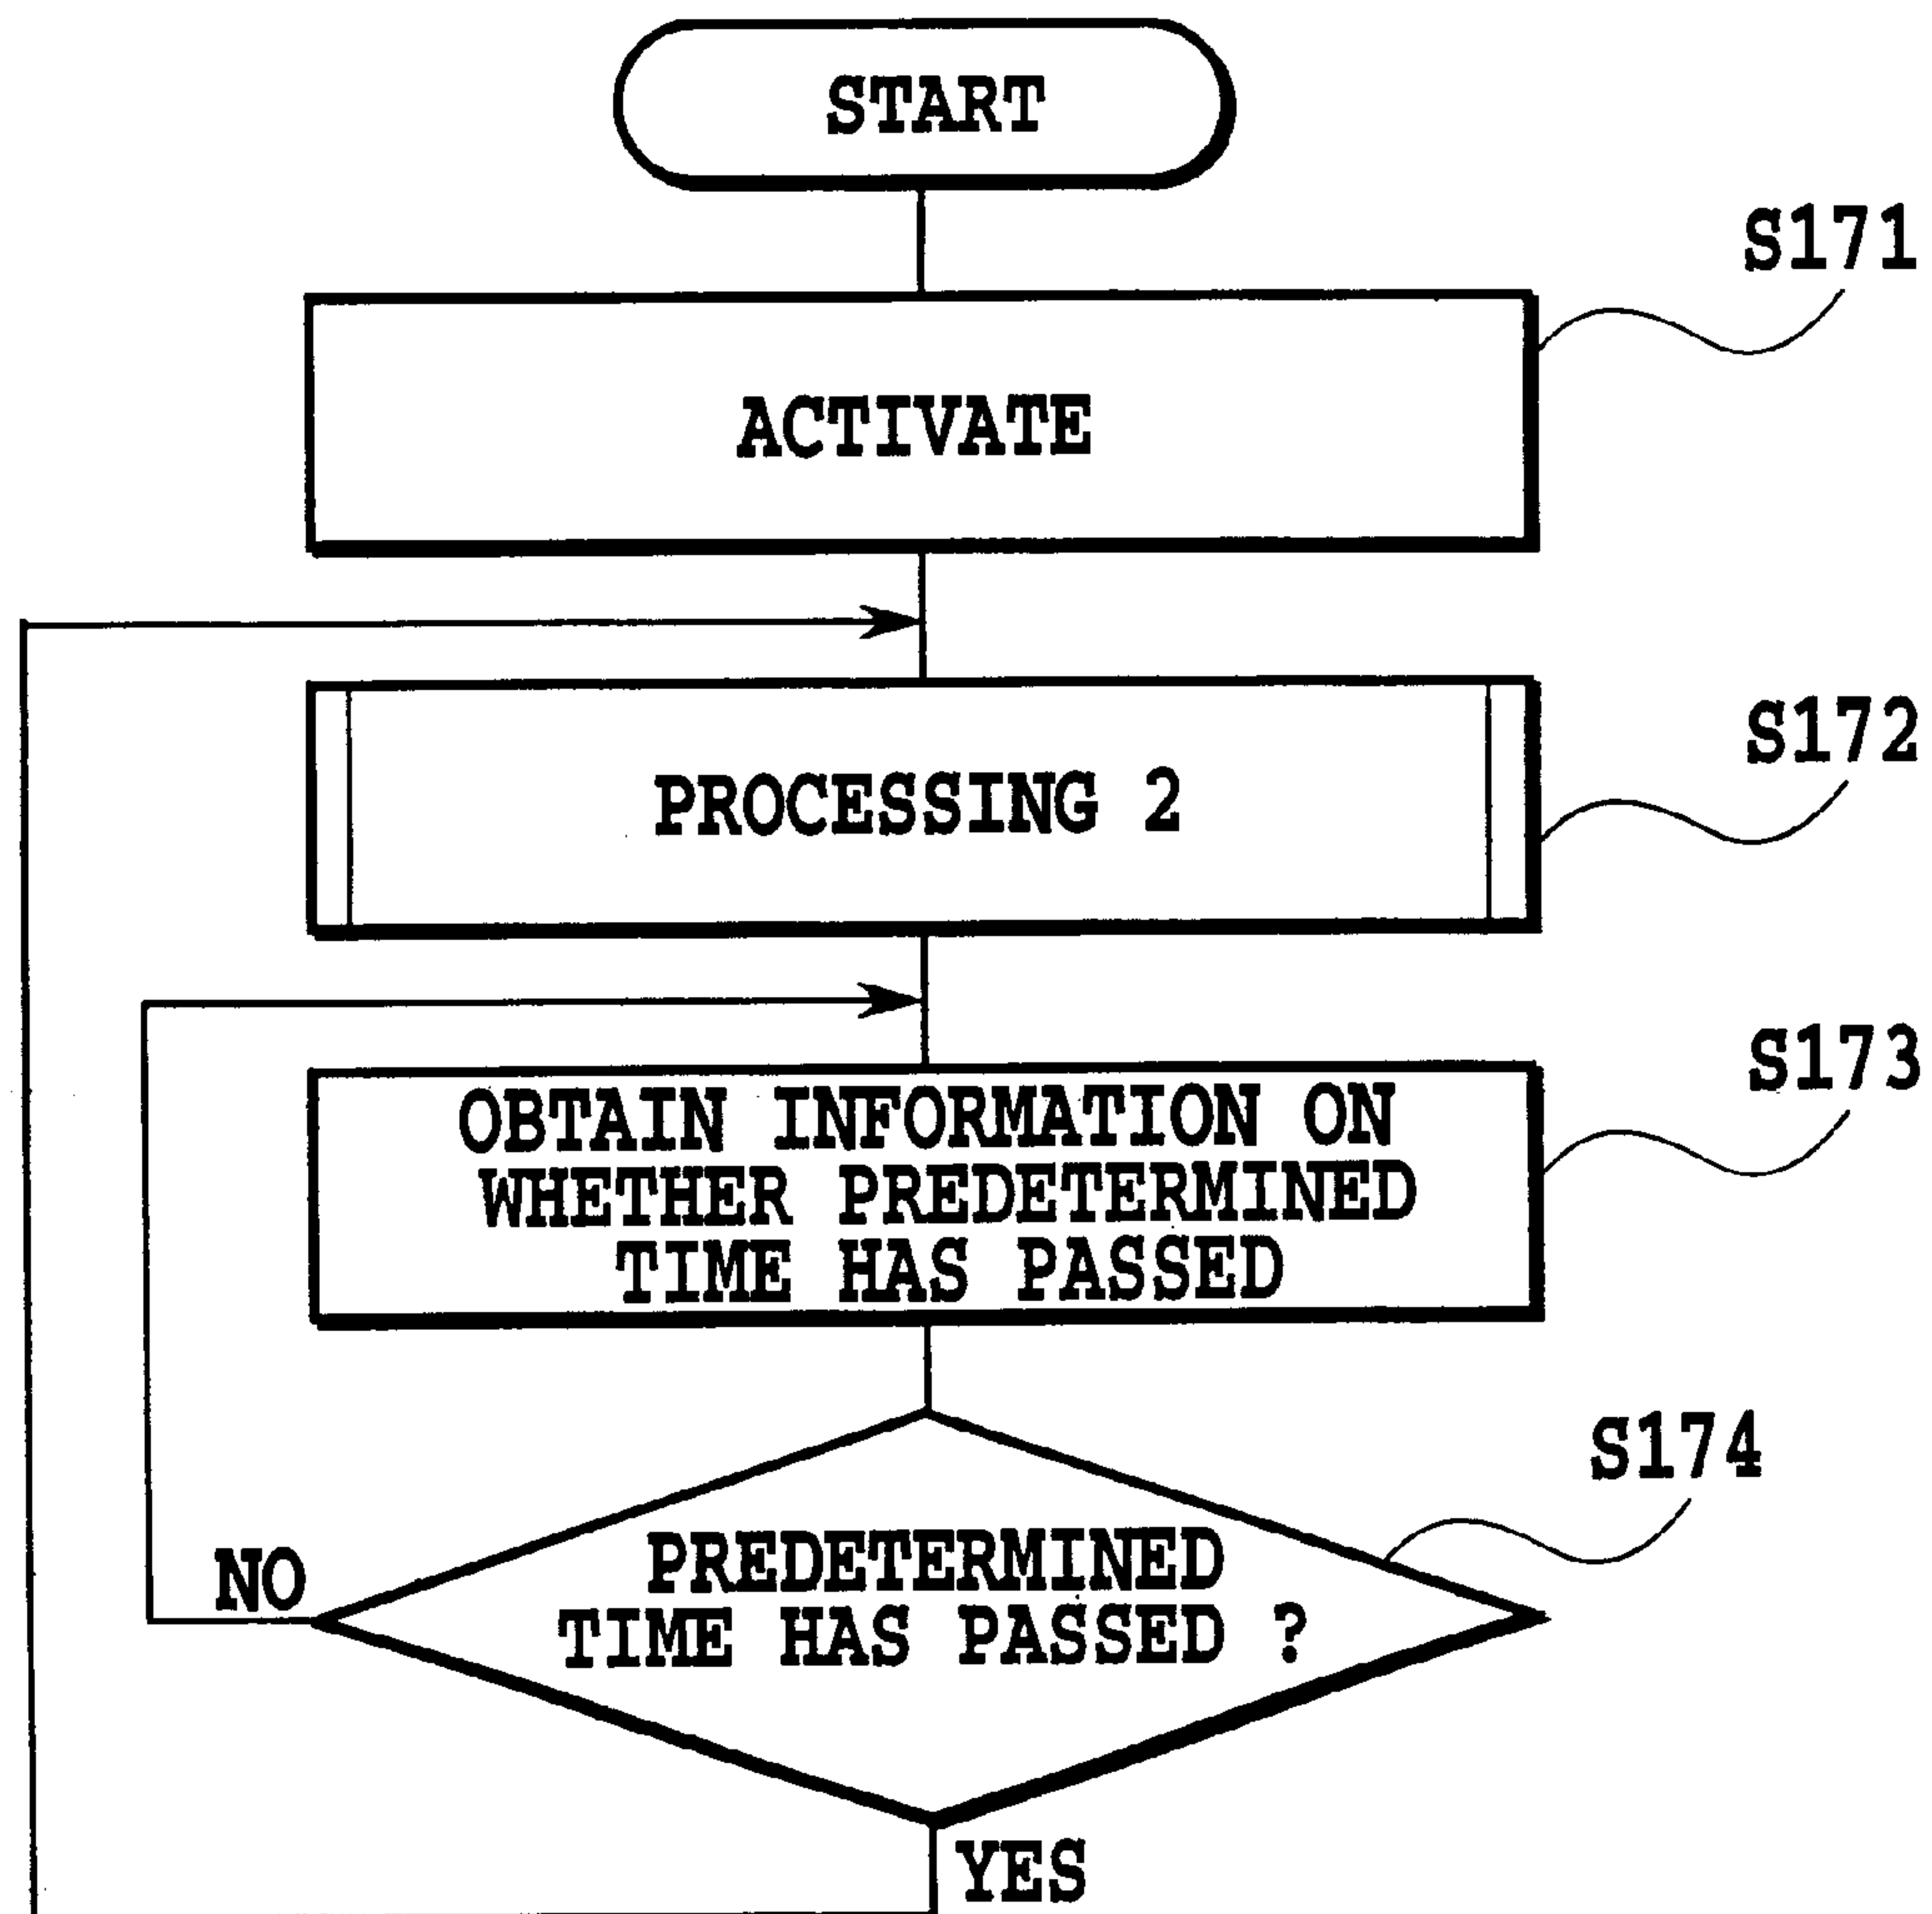 START
S171
ACTIVATE
S172
PROCESSING 2
S173
OBTAIN INFORMATION ON
WHETHER PREDETERMINED
TIME HAS PASSED
S174
PREDETERMINED
TIME HAS PASSED ?
NO
YES